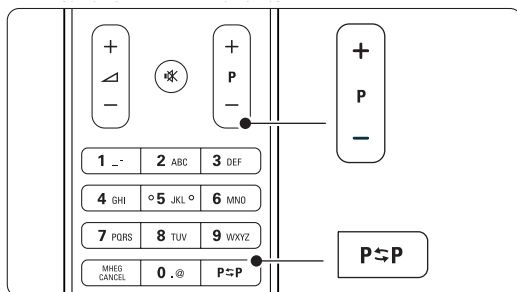 + +
P
– –
1 _- 2 ABC 3 DEF
4 GHI 5 JKL 6 MNO
7 PQRS 8 TUV 9 WXYZ
MHEG
CANCEL 0 .@ P⇆P
+
P
–
P⇆P